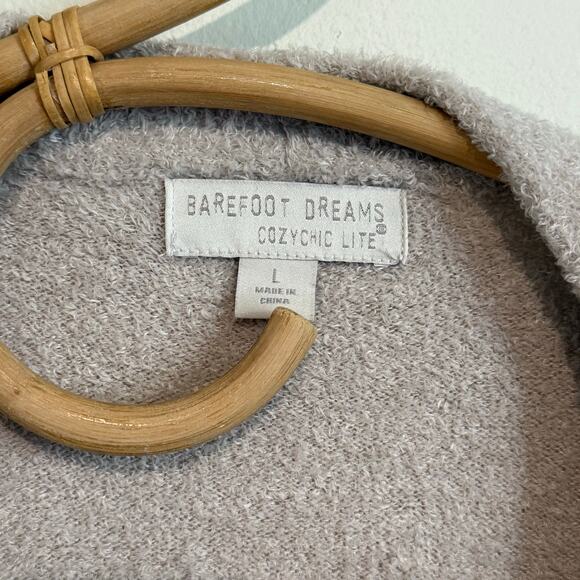 BAREFOOT DREAMS
COZYCHIC LITE®
L
MADE IN
CHINA